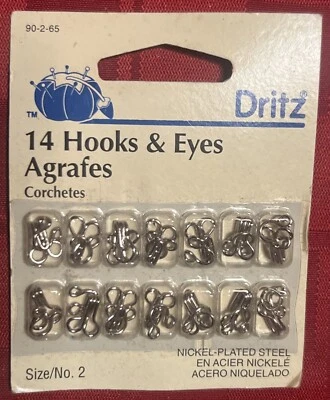 90-2-65
TM
Dritz®
14 Hooks & Eyes
Agrafes
Corchetes
NICKEL-PLATED STEEL
EN ACIER NICKELÉ
ACERO NIQUELADO
Size/No. 2